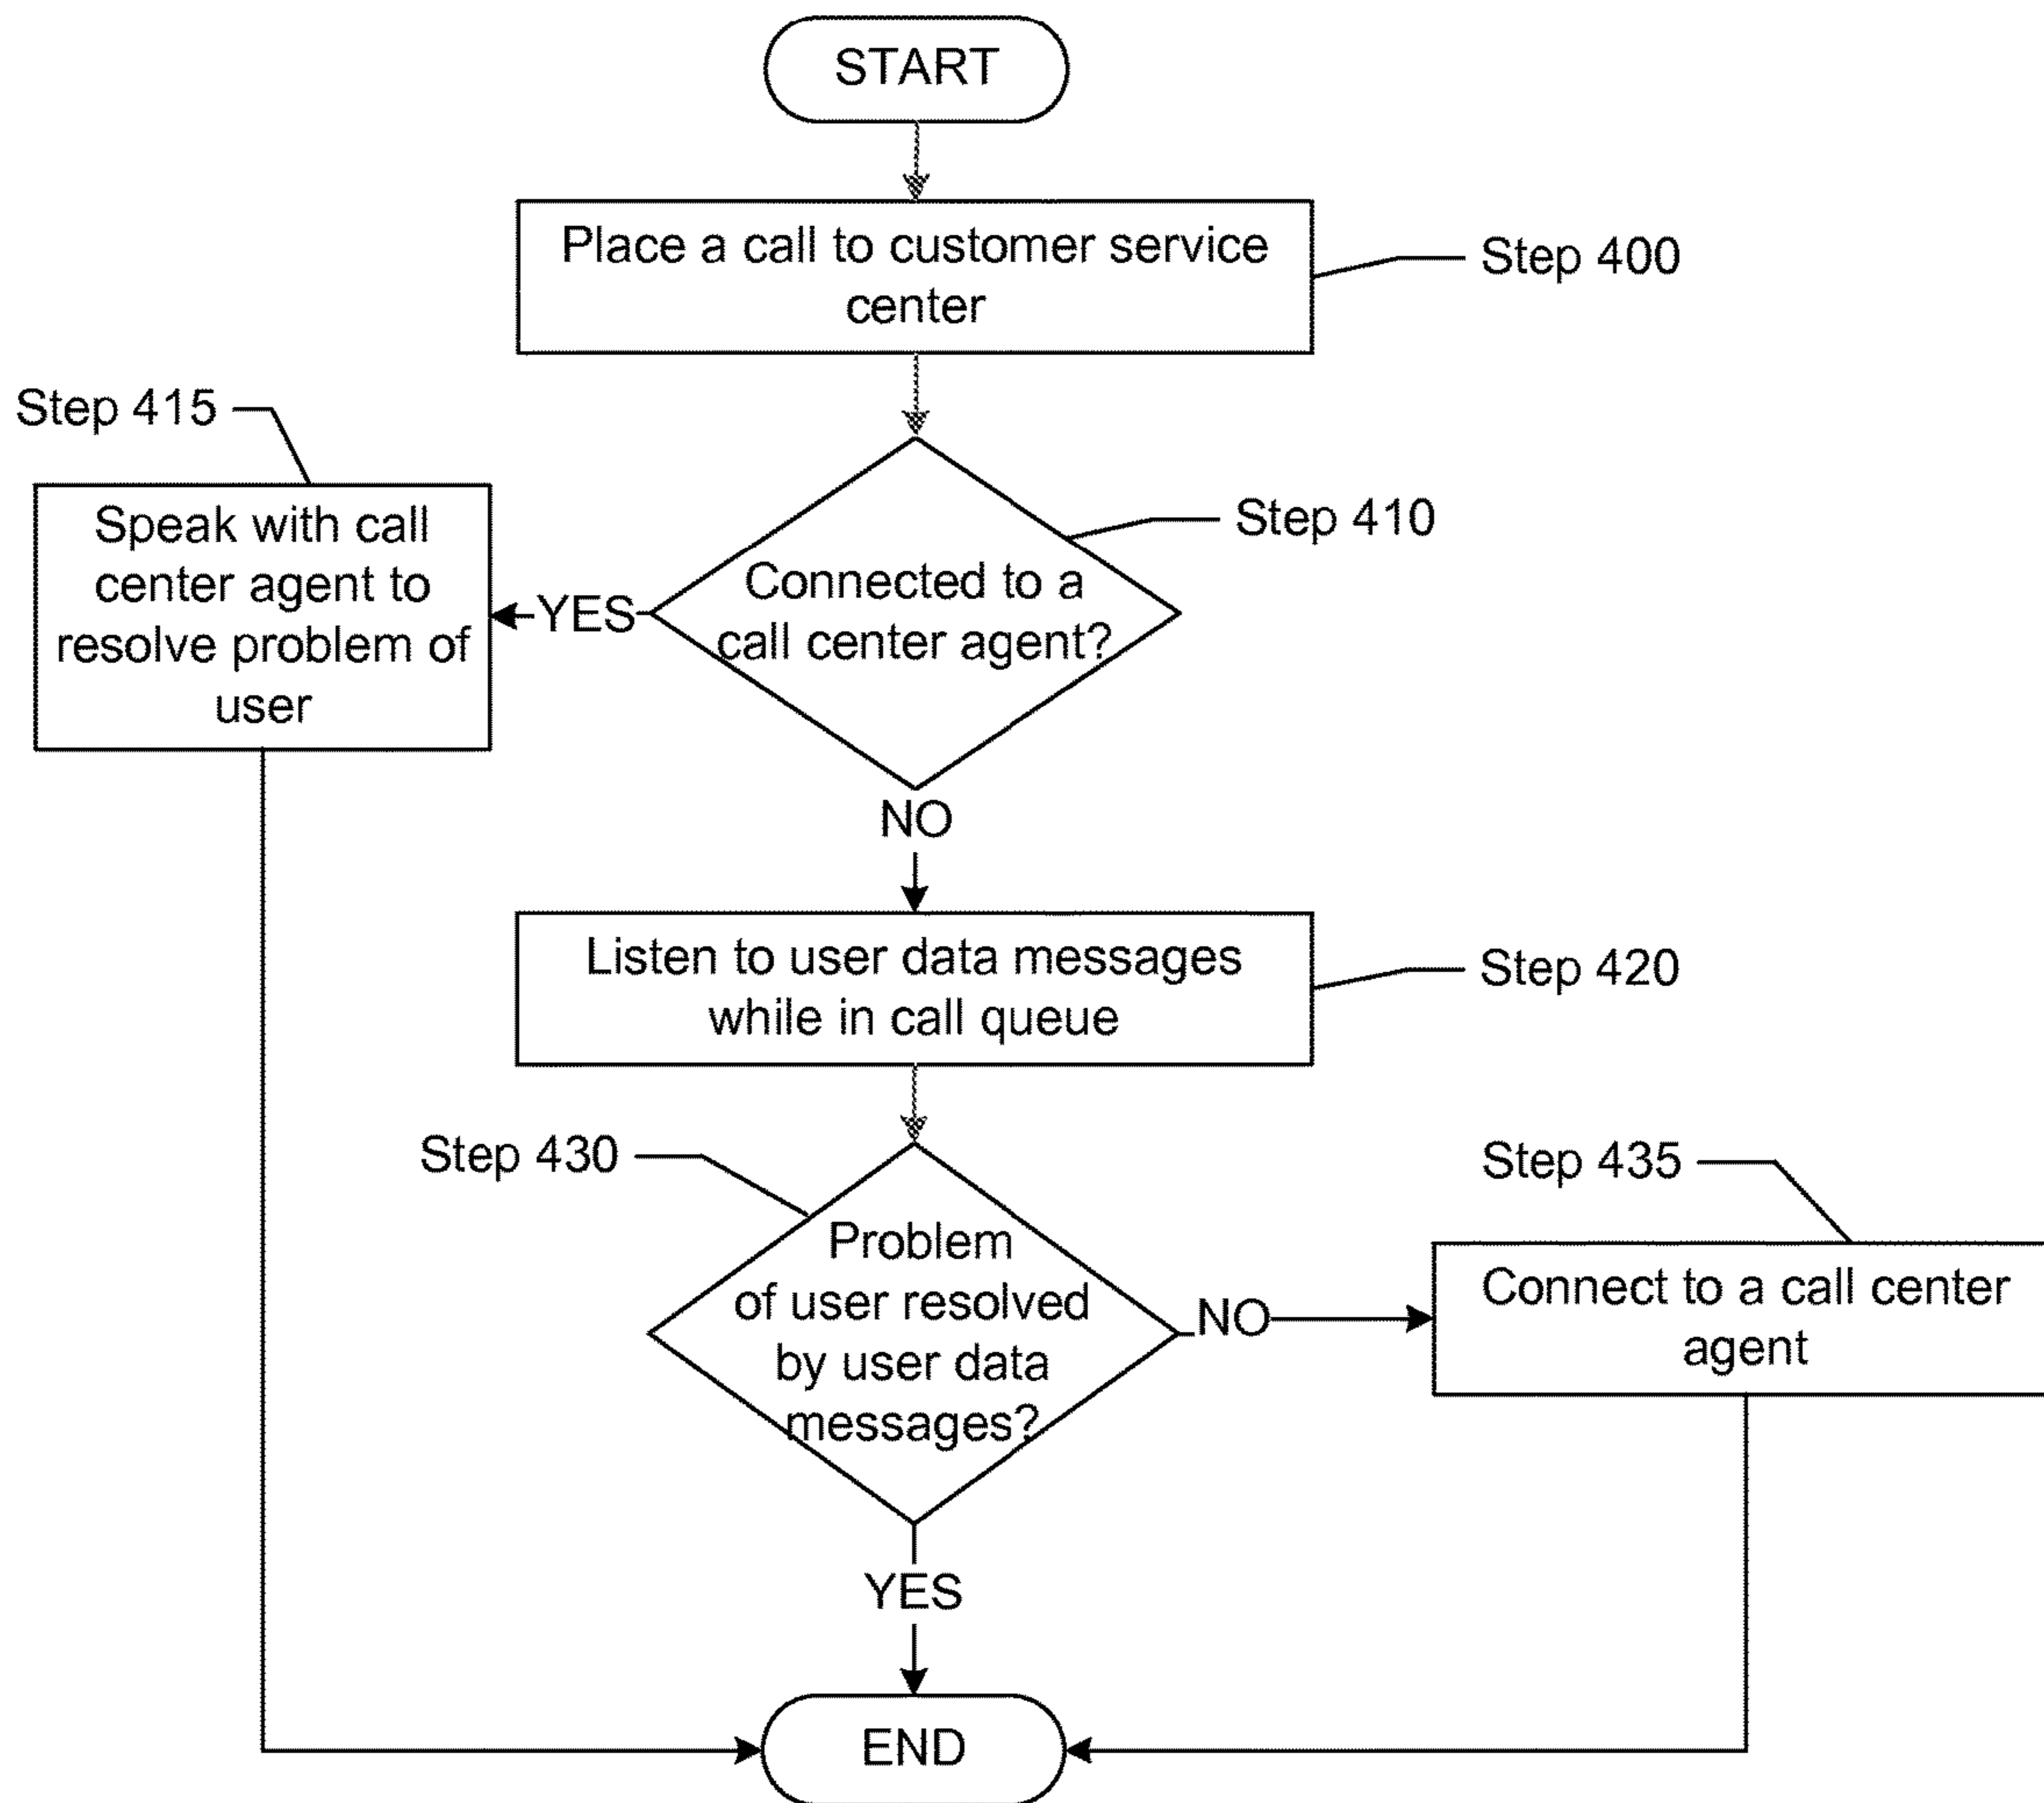 START
Place a call to customer service
center
Step 400
Step 415
Speak with call
center agent to
resolve problem of
user
YES
Connected to a
call center agent?
Step 410
NO
Listen to user data messages
while in call queue
Step 420
Step 430
Problem
of user resolved
by user data
messages?
NO
Step 435
Connect to a call center
agent
YES
END